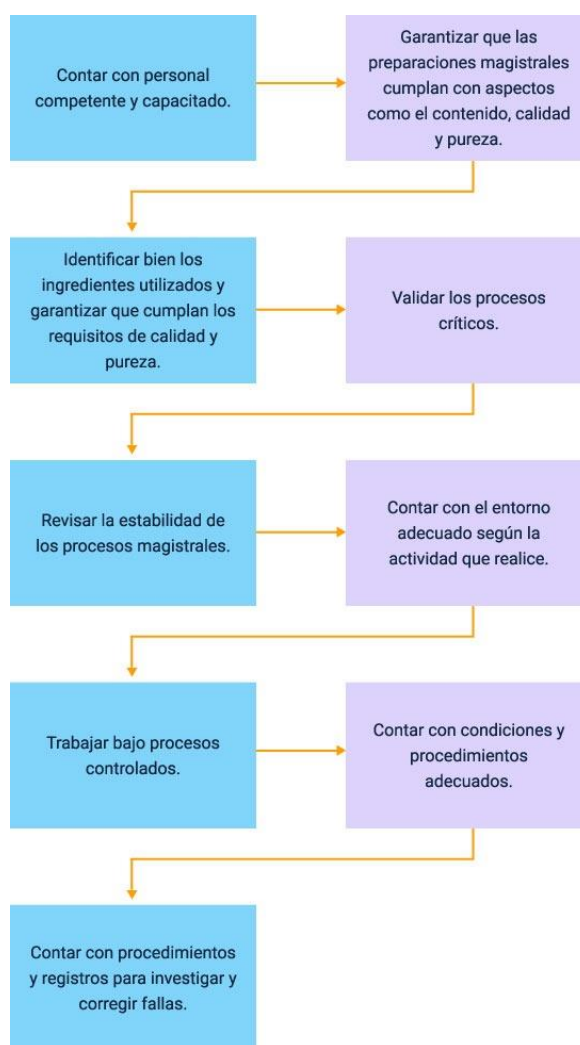 Contar con personal
competente y capacitado.
Garantizar que las
preparaciones magistrales
cumplan con aspectos
como el contenido, calidad
y pureza.
Identificar bien los
ingredientes utilizados y
garantizar que cumplan los
requisitos de calidad y
pureza.
Validar los procesos
críticos.
Revisar la estabilidad de
los procesos magistrales.
Contar con el entorno
adecuado según la
actividad que realice.
Trabajar bajo procesos
controlados.
Contar con condiciones y
procedimientos
adecuados.
Contar con procedimientos
y registros para investigar y
corregir fallas.